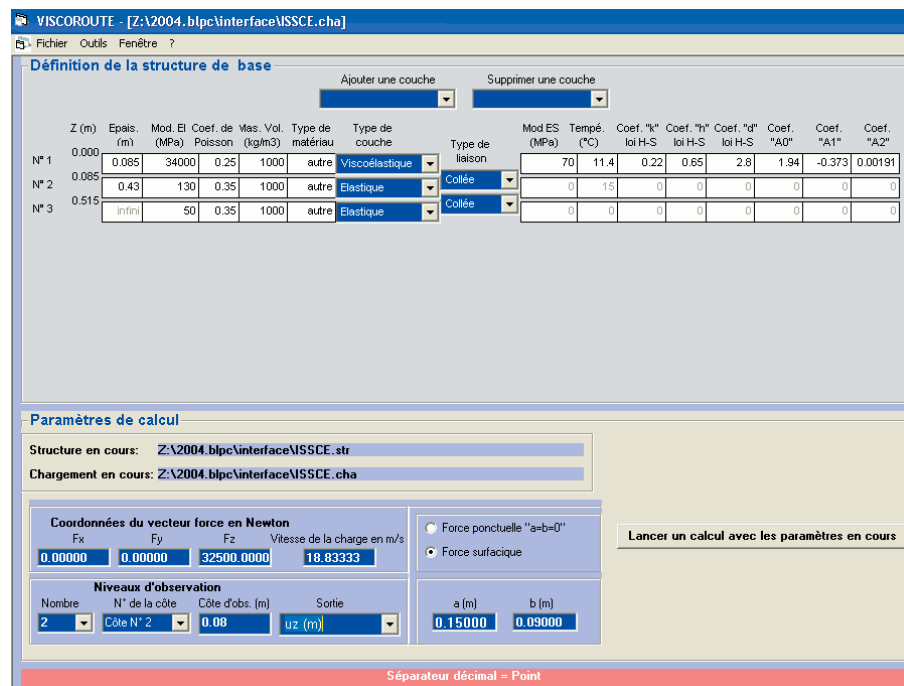 VISCOROUTE - [Z:\2004.blpc\interface\ISSCE.cha]
Fichier Outils Fenêtre ?
Définition de la structure de base
Ajouter une couche Supprimer une couche
Z (m) Epais. (m) Mod. El (MPa) Coef. de Poisson Mas. Vol. (kg/m3) Type de matériau Type de couche Type de liaison Mod ES (MPa) Tempé. (°C) Coef. "k" loi H-S Coef. "h" loi H-S Coef. "d" loi H-S Coef. "A0" Coef. "A1" Coef. "A2"
0.000
N° 1 0.085 34000 0.25 1000 autre Viscoélastique 70 11.4 0.22 0.65 2.8 1.94 -0.373 0.00191
0.085 Collée
N° 2 0.43 130 0.35 1000 autre Elastique 0 15 0 0 0 0 0 0
0.515 Collée
N° 3 infini 50 0.35 1000 autre Elastique 0 0 0 0 0 0 0 0
Paramètres de calcul
Structure en cours: Z:\2004.blpc\interface\ISSCE.str
Chargement en cours: Z:\2004.blpc\interface\ISSCE.cha
Coordonnées du vecteur force en Newton
Fx Fy Fz Vitesse de la charge en m/s
0.00000 0.00000 32500.0000 18.83333
Force ponctuelle "a=b=0"
Force surfacique
Lancer un calcul avec les paramètres en cours
Niveaux d'observation
Nombre N° de la côte Côte d'obs. (m) Sortie
2 Côte N° 2 0.08 uz (m)
a (m) b (m)
0.15000 0.09000
Séparateur décimal = Point